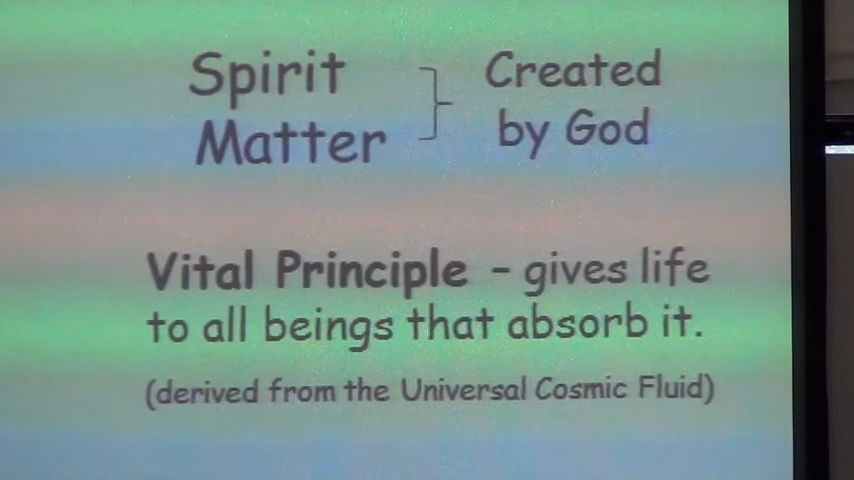 Spirit
Matter
Created
by God
Vital Principle - gives life
to all beings that absorb it.
(derived from the Universal Cosmic Fluid)